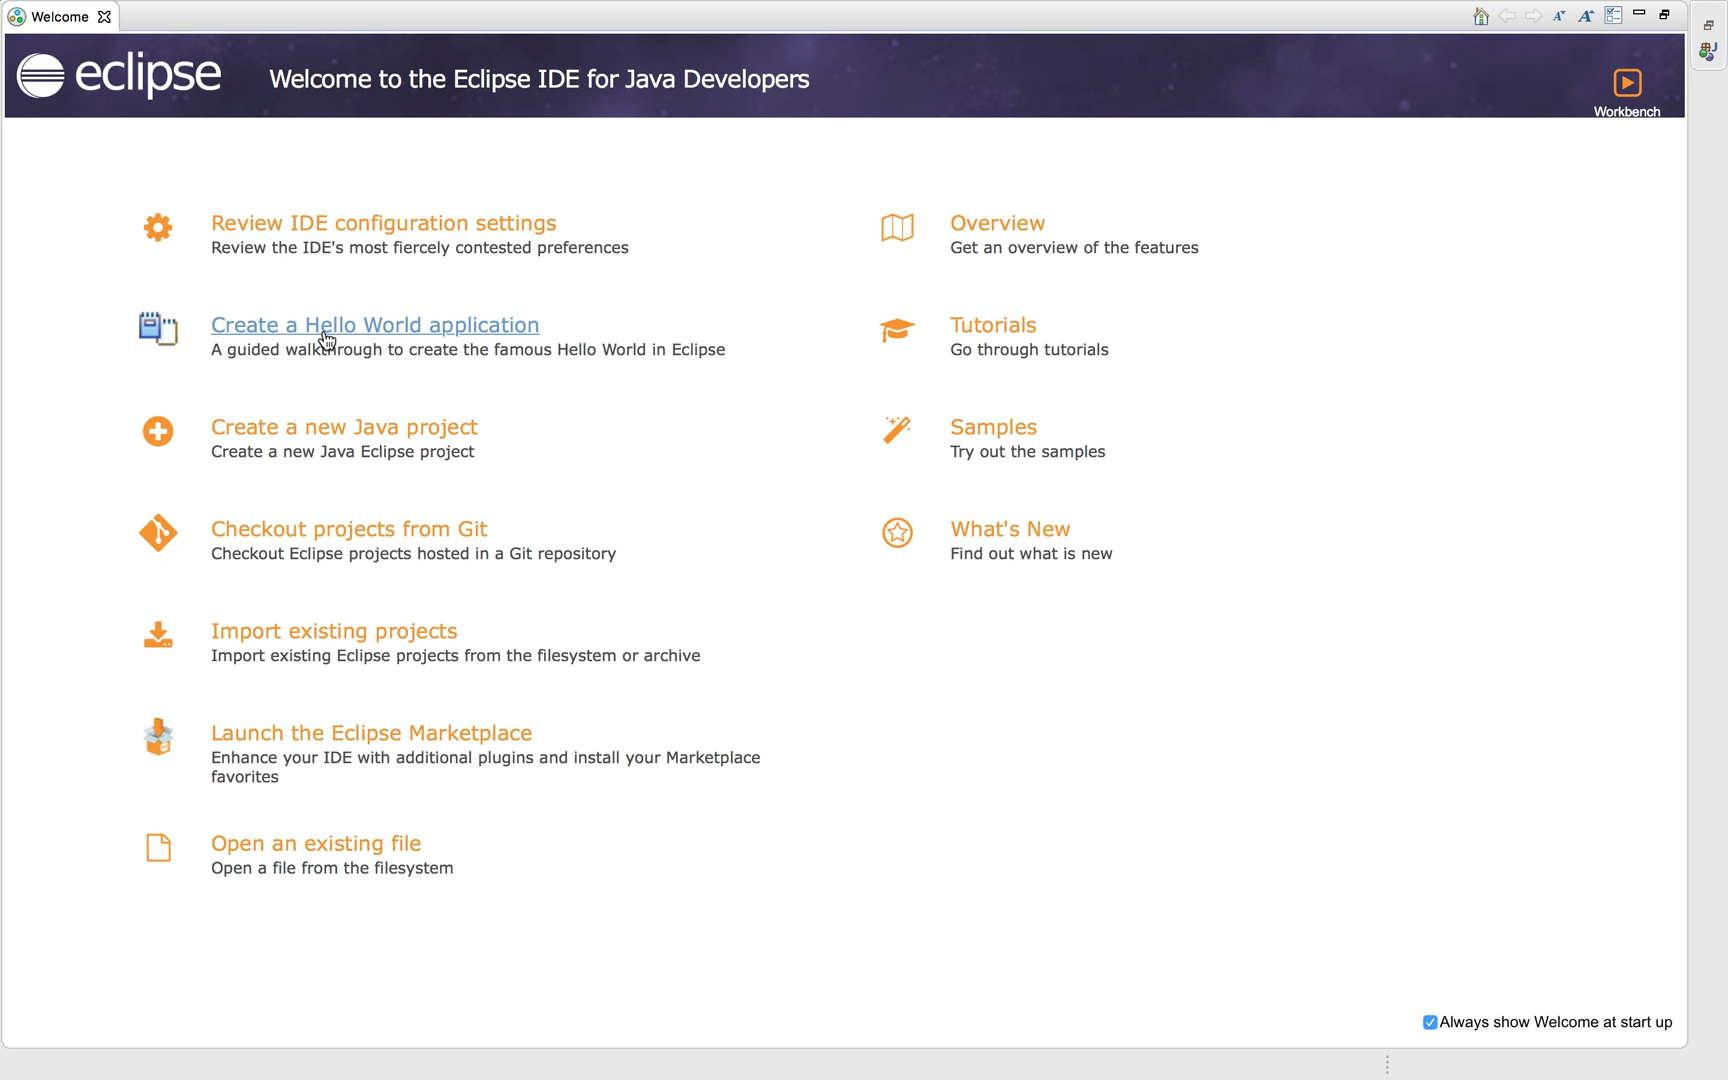 Welcome
eclipse
Welcome to the Eclipse IDE for Java Developers
Workbench
Review IDE configuration settings
Review the IDE's most fiercely contested preferences
Create a Hello World application
A guided walkthrough to create the famous Hello World in Eclipse
Create a new Java project
Create a new Java Eclipse project
Checkout projects from Git
Checkout Eclipse projects hosted in a Git repository
Import existing projects
Import existing Eclipse projects from the filesystem or archive
Launch the Eclipse Marketplace
Enhance your IDE with additional plugins and install your Marketplace
favorites
Open an existing file
Open a file from the filesystem
Overview
Get an overview of the features
Tutorials
Go through tutorials
Samples
Try out the samples
What's New
Find out what is new
Always show Welcome at start up